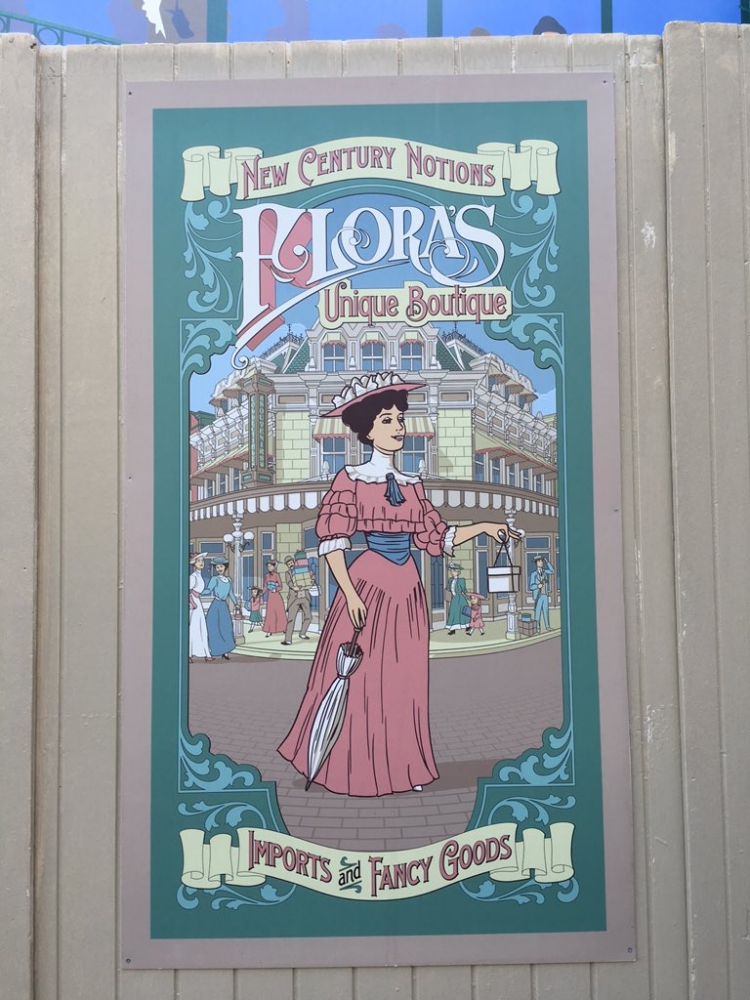 New Century Notions
Flora's
Unique Boutique
Imports and Fancy Goods